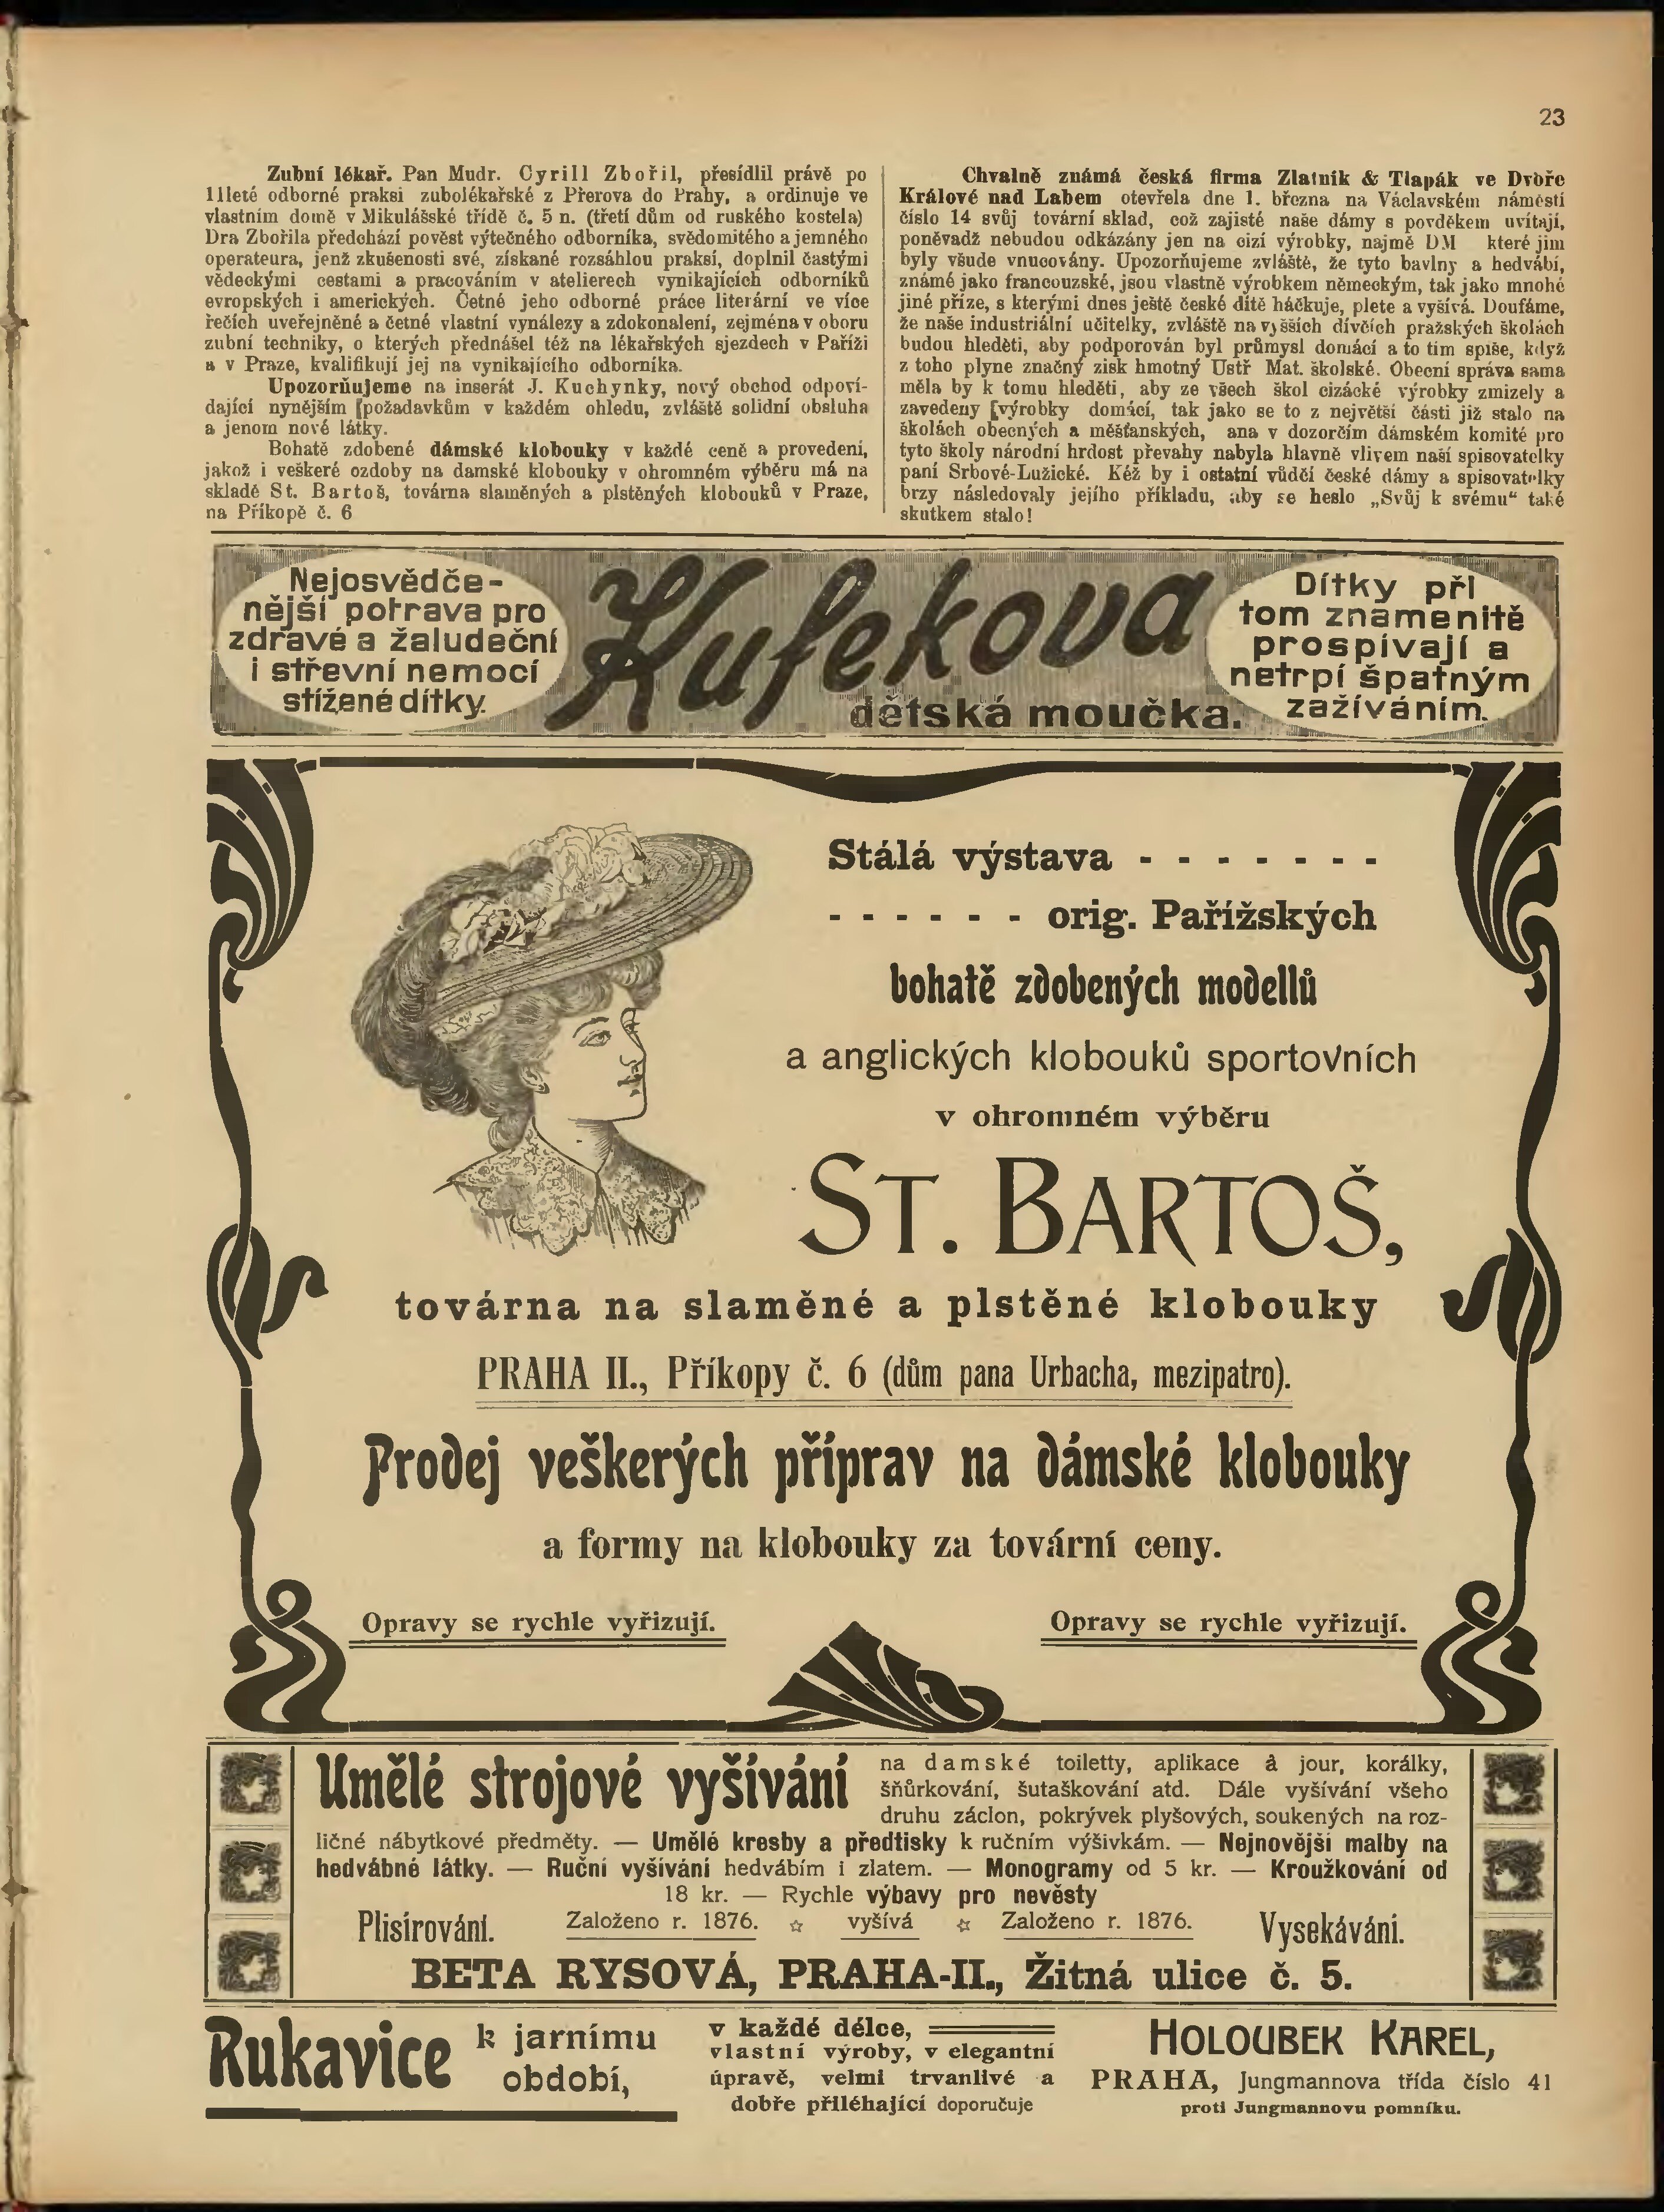 23
Zubní lékař. Pan Mudr. Cyrill Zbořil, přesídlil právě po
11leté odborné praksi zubolékařské z Přerova do Prahy, a ordinuje ve
vlastním domě v Mikulášské třídě č. 5 n. (třetí dům od ruského kostela)
Dra Zbořila předchází pověst výtečného odborníka, svědomitého a jemného
operateura, jenž zkušenosti své, získané rozsáhlou praksí, doplnil častými
vědeckými cestami a pracováním v atelierech vynikajících odborníků
evropských i amerických. Četné jeho odborné práce literární ve více
řečích uveřejněné a četné vlastní vynálezy a zdokonalení, zejména v oboru
zubní techniky, o kterých přednášel též na lékařských sjezdech v Paříži
a v Praze, kvalifikují jej na vynikajícího odborníka.
Upozorňujeme na inserát J. Kuchynky, nový obchod odpoví-
dající nynějším [požadavkům v každém ohledu, zvláště solidní obsluha
a jenom nové látky.
Bohatě zdobené dámské klobouky v každé ceně a provedení,
jakož i veškeré ozdoby na damské klobouky v ohromném výběru má na
skladě St. Bartoš, továrna slaměných a plstěných klobouků v Praze,
na Příkopě č. 6
Chvalně známá česká firma Zlatník & Tlapák ve Dvoře
Králové nad Labem otevřela dne 1. března na Václavském náměstí
číslo 14 svůj tovární sklad, což zajisté naše dámy s povděkem uvítají,
poněvadž nebudou odkázány jen na cizí výrobky, najmě DM které jim
byly všude vnucovány. Upozorňujeme zvláště, že tyto bavlny a hedvábí,
známé jako francouzské, jsou vlastně výrobkem německým, tak jako mnohé
jiné příze, s kterými dnes ještě české dítě háčkuje, plete a vyšívá. Doufáme,
že naše industriální učitelky, zvláště na vyšších dívčích pražských školách
budou hleděti, aby podporován byl průmysl domácí a to tím spíše, když
z toho plyne značný zisk hmotný Ústř Mat. školské. Obecní správa sama
měla by k tomu hleděti, aby ze všech škol cizácké výrobky zmizely a
zavedeny [výrobky domácí, tak jako se to z největší části již stalo na
školách obecných a měšťanských, ana v dozorčím dámském komité pro
tyto školy národní hrdost převahy nabyla hlavně vlivem naší spisovatelky
paní Srbové-Lužické. Kéž by i ostatní vůdčí české dámy a spisovatelky
brzy následovaly jejího příkladu, aby se heslo „Svůj k svému“ také
skutkem stalo!
Nejosvědče-
nější potrava pro
zdravé a žaludeční
i střevní nemocí
stížené dítky.
Kufekova
dětská moučka.
Dítky při
tom znamenitě
prospívají a
netrpí špatným
zažíváním.
Stálá výstava - - - - - - -
- - - - - - orig. Pařížských
bohatě zdobených modellů
a anglických klobouků sportovních
v ohromném výběru
ST. BARTOŠ,
továrna na slaměné a plstěné klobouky
PRAHA II., Příkopy č. 6 (dům pana Urbacha, mezipatro).
Prodej veškerých příprav na dámské klobouky
a formy na klobouky za tovární ceny.
Opravy se rychle vyřizují.
Opravy se rychle vyřizují.
Umělé strojové vyšívání na damské toiletty, aplikace à jour, korálky,
šňůrkování, šutaškování atd. Dále vyšívání všeho
druhu záclon, pokrývek plyšových, soukených na roz-
ličné nábytkové předměty. — Umělé kresby a předtisky k ručním výšivkám. — Nejnovější malby na
hedvábné látky. — Ruční vyšívání hedvábím i zlatem. — Monogramy od 5 kr. — Kroužkování od
18 kr. — Rychle výbavy pro nevěsty
Plisírování. Založeno r. 1876. ☆ vyšívá ☆ Založeno r. 1876. Vysekávání.
BETA RYSOVÁ, PRAHA-II., Žitná ulice č. 5.
Rukavice k jarnímu
období,
v každé délce,
vlastní výroby, v elegantní
úpravě, velmi trvanlivé a
dobře přiléhající doporučuje
HOLOUBEK KAREL,
PRAHA, Jungmannova třída číslo 41
proti Jungmannovu pomníku.